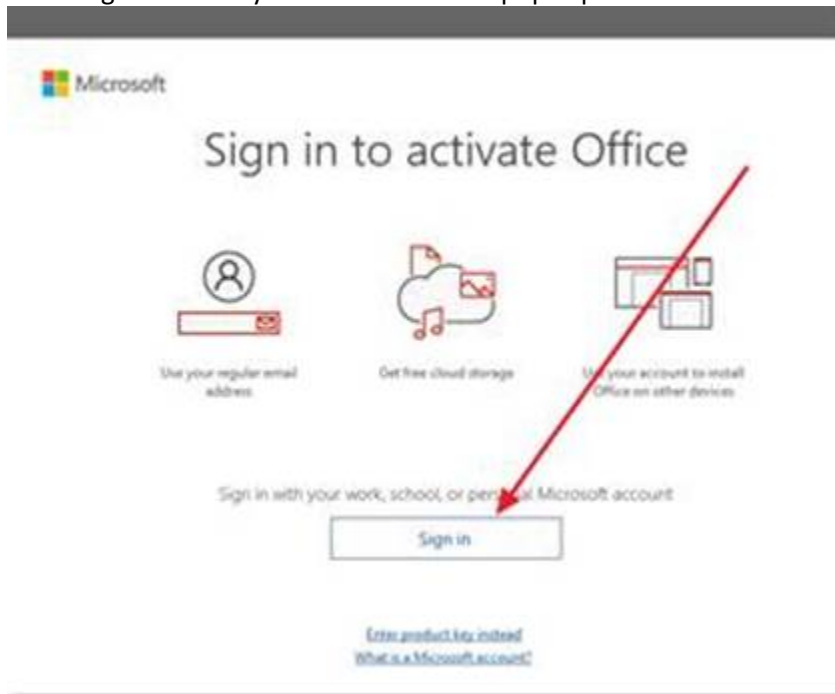 Microsoft
Sign in to activate Office
Use your regular email
address
Get free cloud storage
Use your account to install
Office on other devices
Sign in with your work, school, or personal Microsoft account
Sign in
Enter product key instead
What is a Microsoft account?